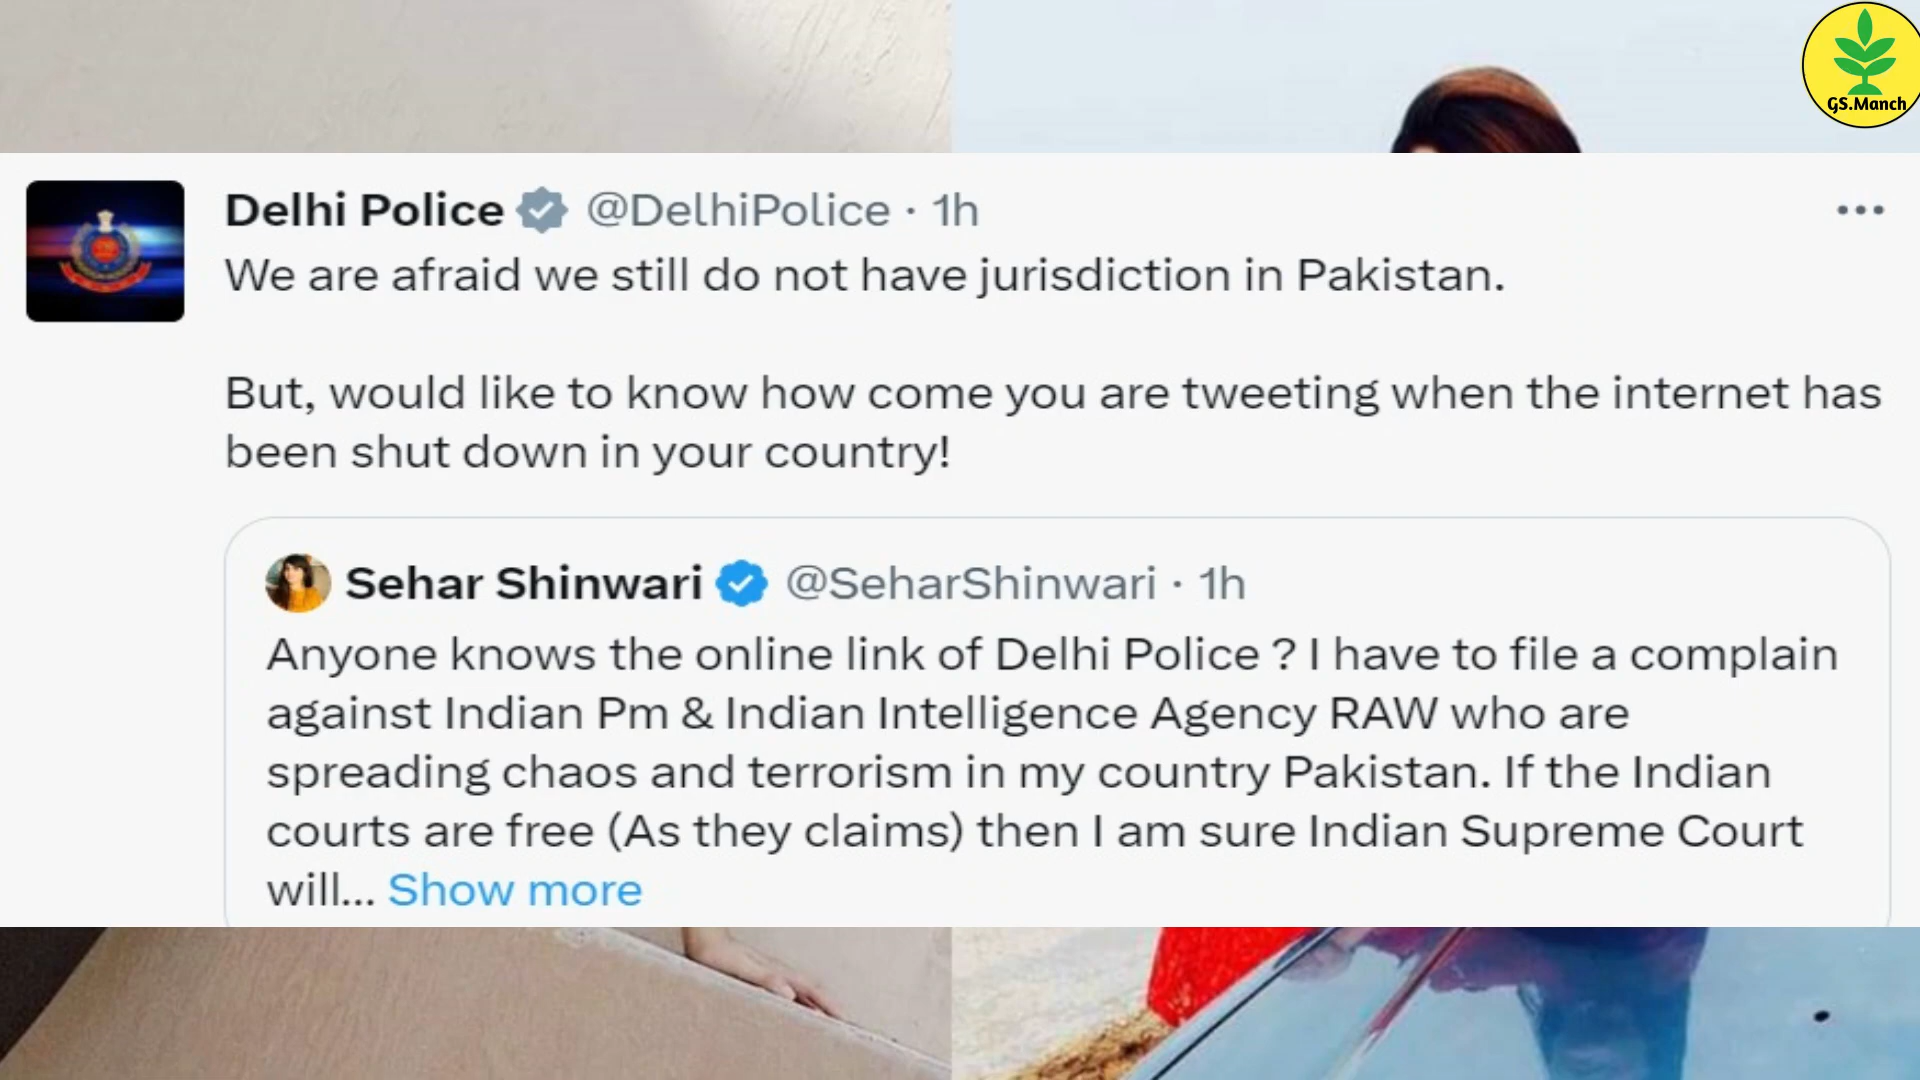 GS.Manch
Delhi Police @DelhiPolice · 1h
We are afraid we still do not have jurisdiction in Pakistan.
But, would like to know how come you are tweeting when the internet has
been shut down in your country!
Sehar Shinwari @SeharShinwari · 1h
Anyone knows the online link of Delhi Police ? I have to file a complain
against Indian Pm & Indian Intelligence Agency RAW who are
spreading chaos and terrorism in my country Pakistan. If the Indian
courts are free (As they claims) then I am sure Indian Supreme Court
will... Show more